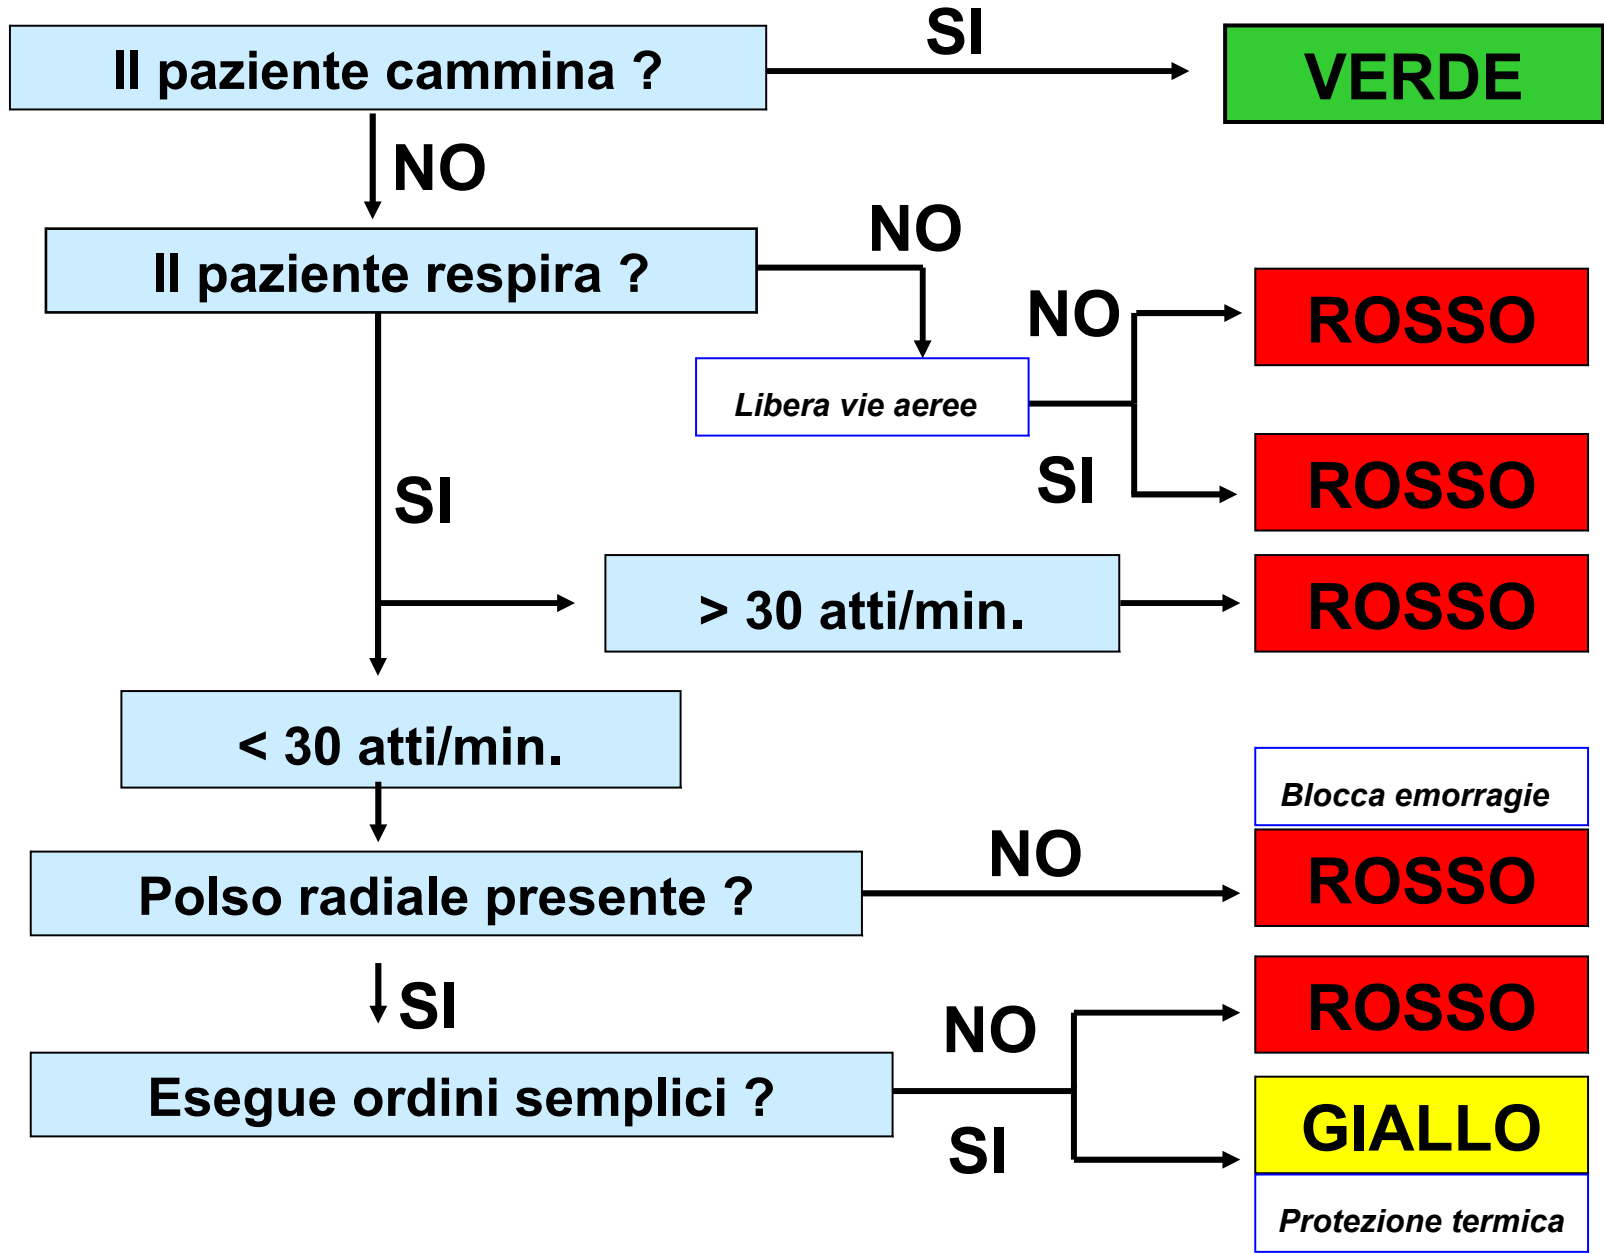 Il paziente cammina ?
SI
VERDE
NO
Il paziente respira ?
NO
NO
ROSSO
Libera vie aeree
SI
ROSSO
SI
> 30 atti/min.
ROSSO
< 30 atti/min.
Blocca emorragie
Polso radiale presente ?
NO
ROSSO
SI
NO
ROSSO
Esegue ordini semplici ?
SI
GIALLO
Protezione termica